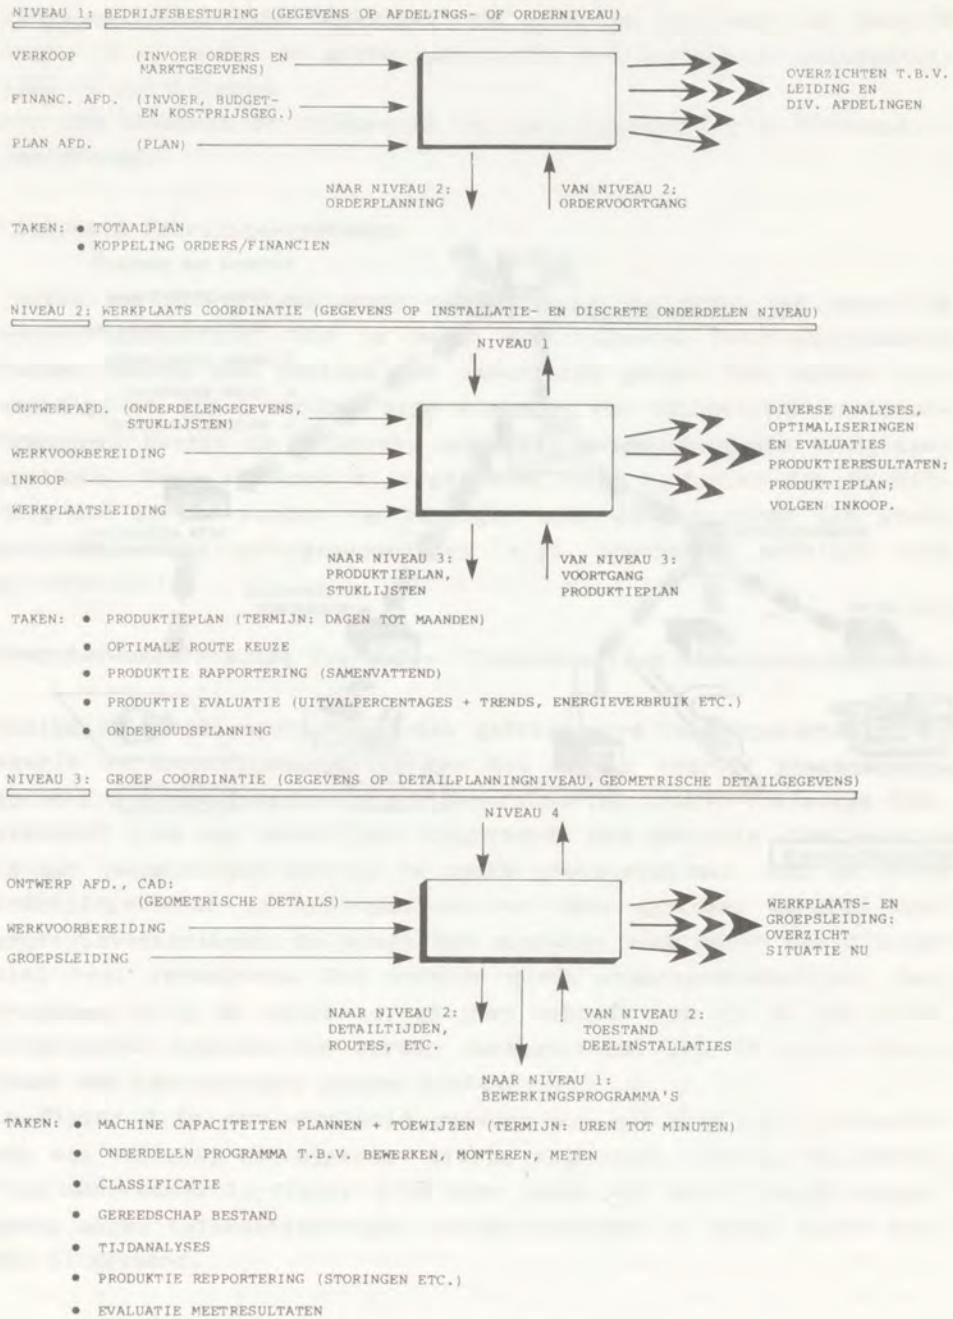 NIVEAU 1: BEDRIJFSBESTURING (GEGEVENS OP AFDELINGS- OF ORDERNIVEAU)
VERKOOP (INVOER ORDERS EN
MARKTGEGEVENS)
FINANC. AFD. (INVOER, BUDGET-
EN KOSTPRIJSGEG.)
PLAN AFD. (PLAN)
OVERZICHTEN T.B.V.
LEIDING EN
DIV. AFDELINGEN
NAAR NIVEAU 2:
ORDERPLANNING
VAN NIVEAU 2:
ORDERVOORTGANG
TAKEN: • TOTAALPLAN
• KOPPELING ORDERS/FINANCIEN
NIVEAU 2: WERKPLAATS COORDINATIE (GEGEVENS OP INSTALLATIE- EN DISCRETE ONDERDELEN NIVEAU)
NIVEAU 1
ONTWERPAFD. (ONDERDELENGEGEVENS,
STUKLIJSTEN)
WERKVOORBEREIDING
INKOOP
WERKPLAATSLEIDING
DIVERSE ANALYSES,
OPTIMALISERINGEN
EN EVALUATIES
PRODUKTIERESULTATEN;
PRODUKTIEPLAN;
VOLGEN INKOOP.
NAAR NIVEAU 3:
PRODUKTIEPLAN,
STUKLIJSTEN
VAN NIVEAU 3:
VOORTGANG
PRODUKTIEPLAN
TAKEN: • PRODUKTIEPLAN (TERMIJN: DAGEN TOT MAANDEN)
• OPTIMALE ROUTE KEUZE
• PRODUKTIE RAPPORTERING (SAMENVATTEND)
• PRODUKTIE EVALUATIE (UITVALPERCENTAGES + TRENDS, ENERGIEVERBRUIK ETC.)
• ONDERHOUDSPLANNING
NIVEAU 3: GROEP COORDINATIE (GEGEVENS OP DETAILPLANNINGNIVEAU, GEOMETRISCHE DETAILGEGEVENS)
NIVEAU 4
ONTWERP AFD., CAD:
(GEOMETRISCHE DETAILS)
WERKVOORBEREIDING
GROEPSLEIDING
WERKPLAATS- EN
GROEPSLEIDING:
OVERZICHT
SITUATIE NU
NAAR NIVEAU 2:
DETAILTIJDEN,
ROUTES, ETC.
VAN NIVEAU 2:
TOESTAND
DEELINSTALLATIES
NAAR NIVEAU 1:
BEWERKINGSPROGRAMMA'S
TAKEN: • MACHINE CAPACITEITEN PLANNEN + TOEWIJZEN (TERMIJN: UREN TOT MINUTEN)
• ONDERDELEN PROGRAMMA T.B.V. BEWERKEN, MONTEREN, METEN
• CLASSIFICATIE
• GEREEDSCHAP BESTAND
• TIJDANALYSES
• PRODUKTIE REPPORTERING (STORINGEN ETC.)
• EVALUATIE MEETRESULTATEN